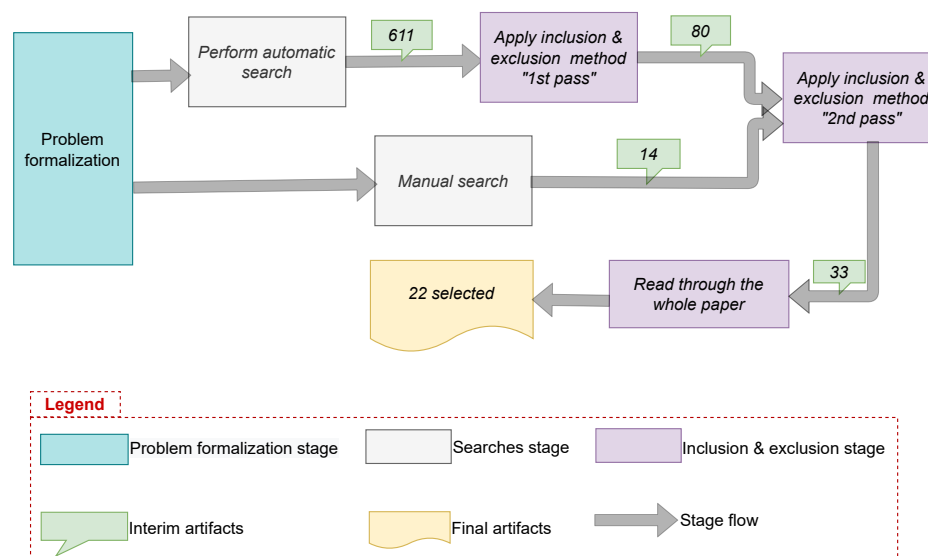 Problem
formalization
Perform automatic
search
611
Apply inclusion &
exclusion method
"1st pass"
80
Apply inclusion &
exclusion method
"2nd pass"
Manual search
14
33
Read through the
whole paper
22 selected
Legend
Problem formalization stage
Searches stage
Inclusion & exclusion stage
Interim artifacts
Final artifacts
Stage flow